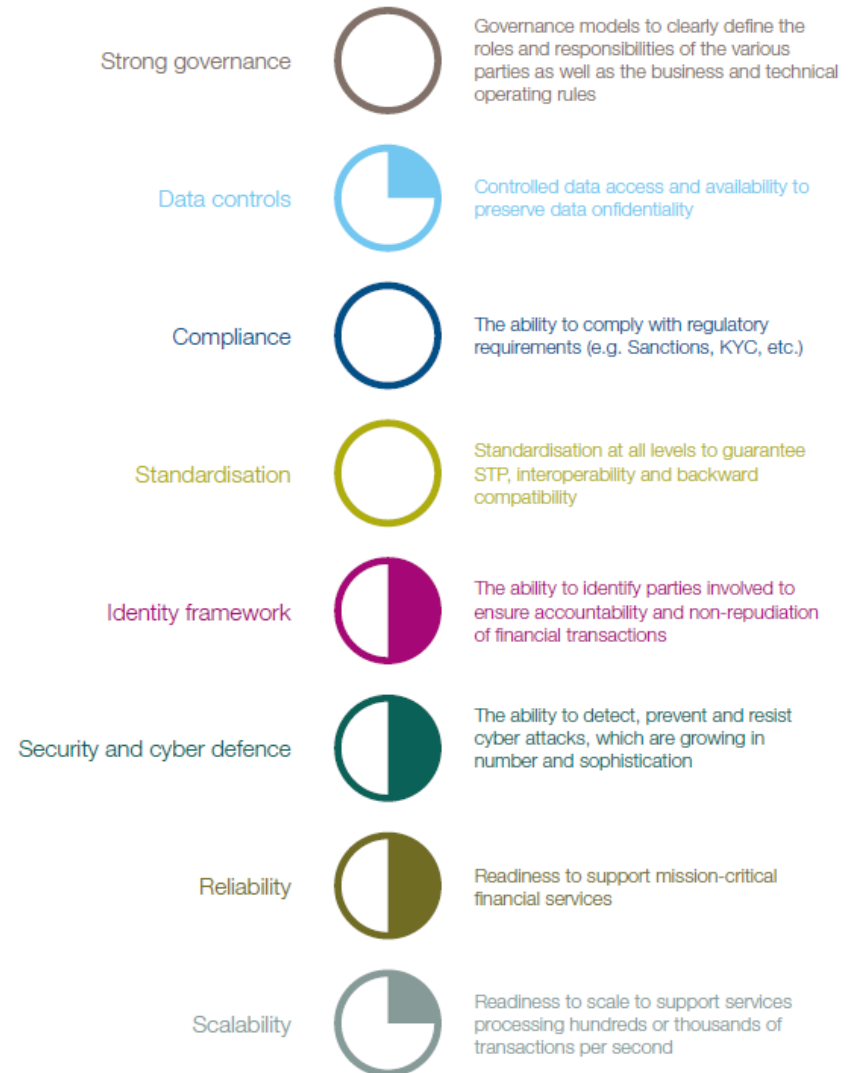 Strong governance
Governance models to clearly define the
roles and responsibilities of the various
parties as well as the business and technical
operating rules
Data controls
Controlled data access and availability to
preserve data onfidentiality
Compliance
The ability to comply with regulatory
requirements (e.g. Sanctions, KYC, etc.)
Standardisation
Standardisation at all levels to guarantee
STP, interoperability and backward
compatibility
Identity framework
The ability to identify parties involved to
ensure accountability and non-repudiation
of financial transactions
Security and cyber defence
The ability to detect, prevent and resist
cyber attacks, which are growing in
number and sophistication
Reliability
Readiness to support mission-critical
financial services
Scalability
Readiness to scale to support services
processing hundreds or thousands of
transactions per second